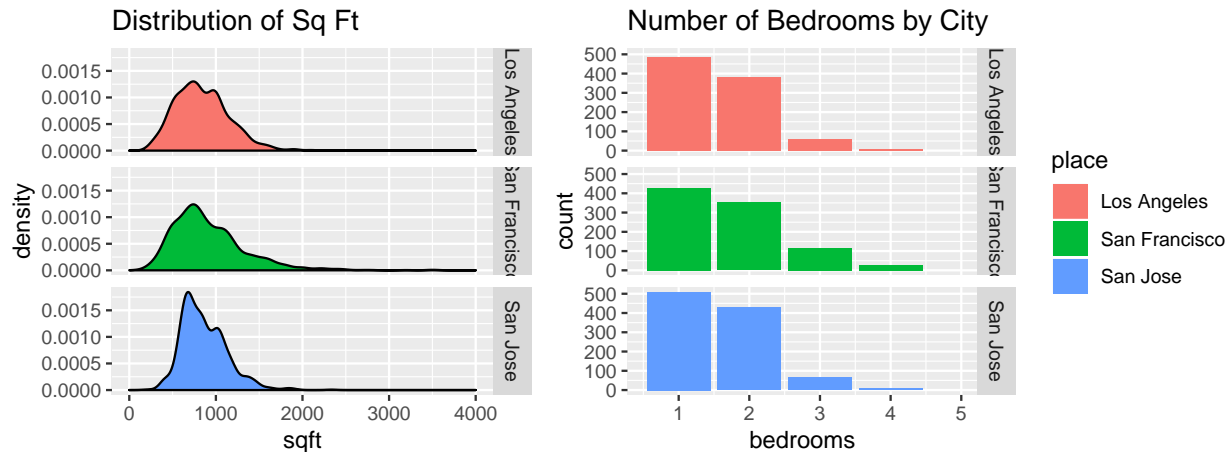 Distribution of Sq Ft
density
0.0015
0.0010
0.0005
0.0000
Los Angeles
0.0015
0.0010
0.0005
0.0000
San Francisco
0.0015
0.0010
0.0005
0.0000
San Jose
0 1000 2000 3000 4000
sqft
Number of Bedrooms by City
count
500
400
300
200
100
0
Los Angeles
500
400
300
200
100
0
San Francisco
500
400
300
200
100
0
San Jose
1 2 3 4 5
bedrooms
place
Los Angeles
San Francisco
San Jose